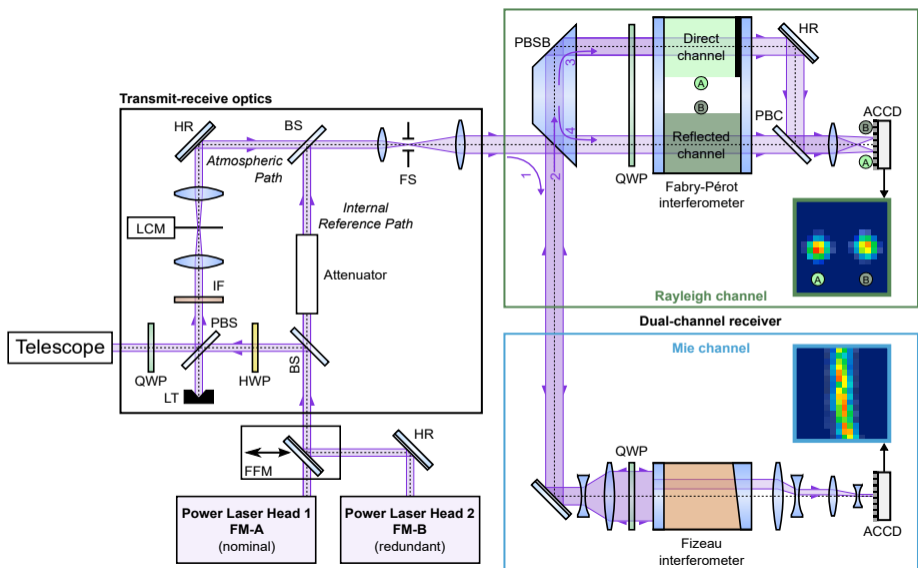 Transmit-receive optics
HR
BS
Atmospheric
Path
FS
LCM
Internal
Reference Path
Attenuator
IF
PBS
Telescope
QWP
HWP
BS
LT
FFM
HR
Power Laser Head 1
FM-A
(nominal)
Power Laser Head 2
FM-B
(redundant)
PBSB
3
Direct
channel
A
B
Reflected
channel
HR
PBC
ACCD
B
A
4
2
1
QWP
Fabry-Pérot
interferometer
A
B
Rayleigh channel
Dual-channel receiver
Mie channel
QWP
Fizeau
interferometer
ACCD